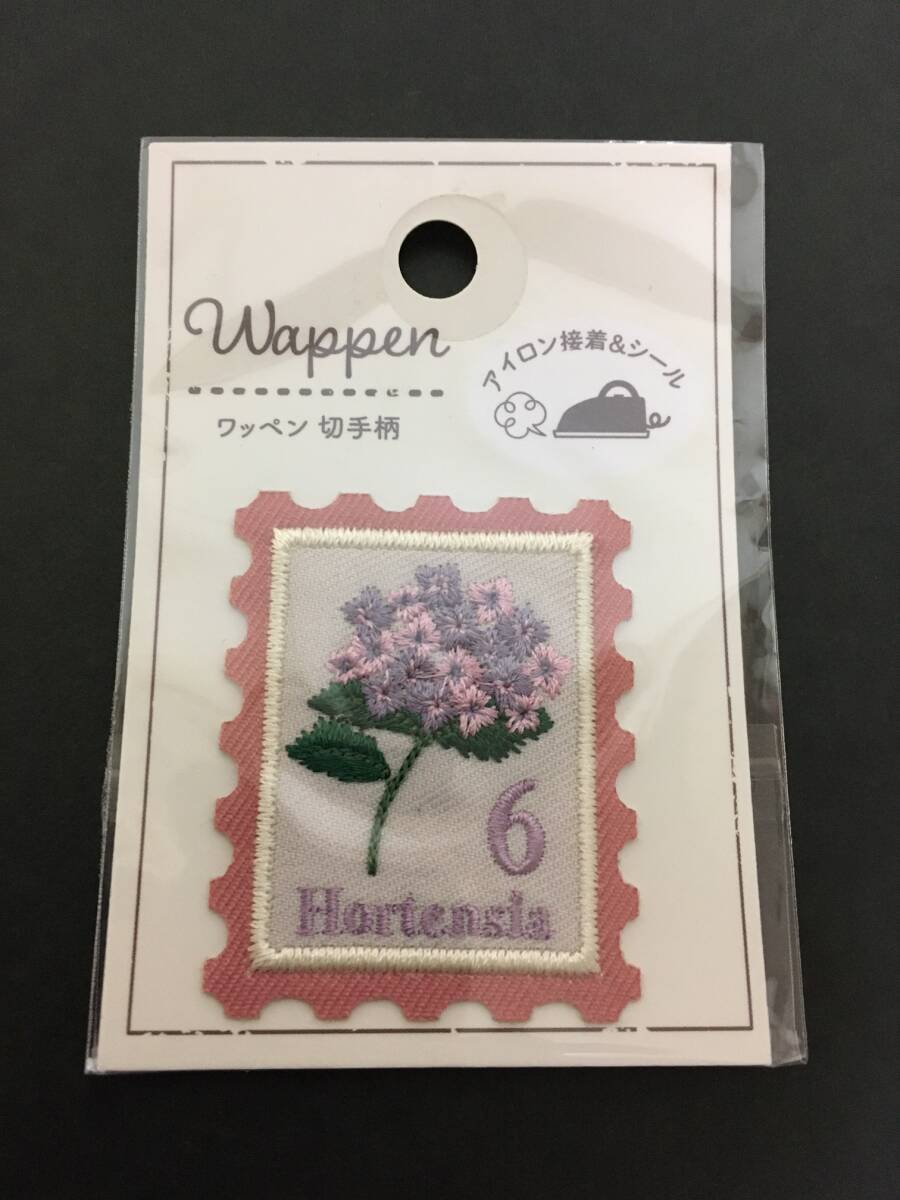 Wappen
ワッペン 切手柄
アイロン接着&シール
6
Hortensia